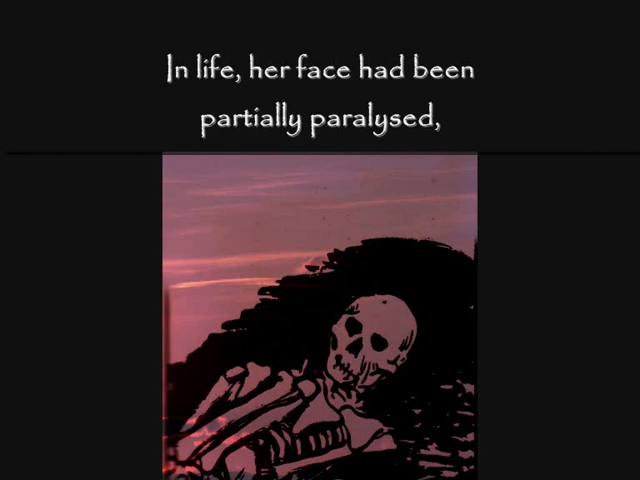 In life, her face had been
partially paralysed,